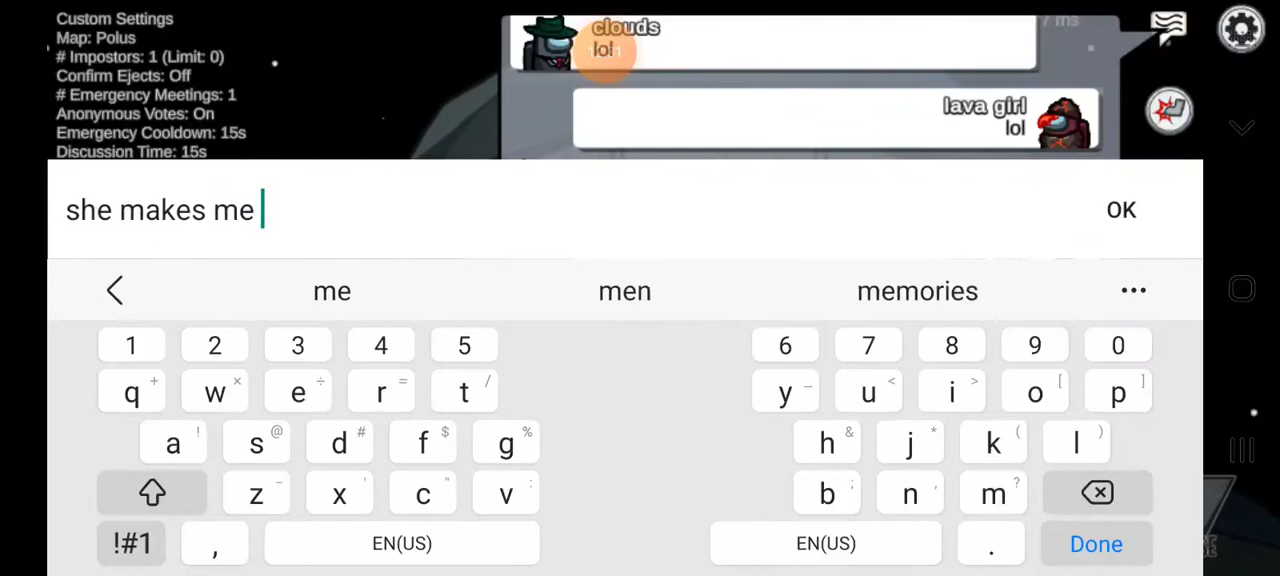 Custom Settings
Map: Polus
# Impostors: 1 (Limit: 0)
Confirm Ejects: Off
# Emergency Meetings: 1
Anonymous Votes: On
Emergency Cooldown: 15s
Discussion Time: 15s
clouds
lol
7 ms
lava girl
lol
she makes me
OK
me men memories
1 2 3 4 5 6 7 8 9 0
q + w × e ÷ r = t / y _ u < i > o [ p ]
a ! s @ d # f $ g % h & j * k ( l )
z - x ' c " v : b ; n , m ?
!#1 , EN(US) EN(US) . Done